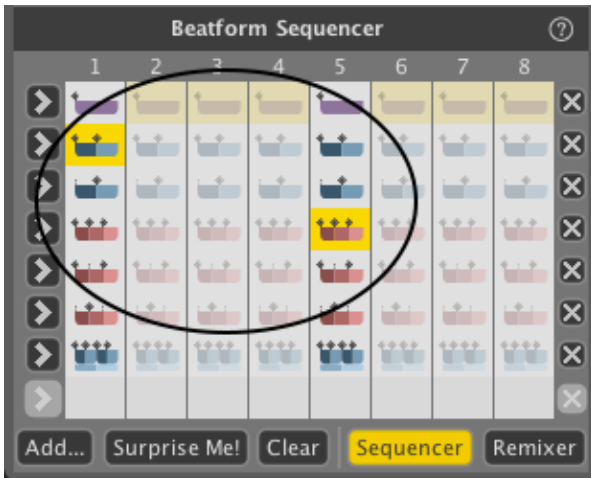 Beatform Sequencer ?
1 2 3 4 5 6 7 8
Add... Surprise Me! Clear Sequencer Remixer